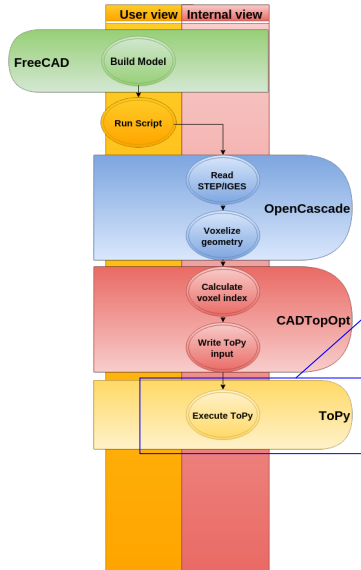 User view Internal view
FreeCAD
Build Model
Run Script
Read
STEP/IGES
OpenCascade
Voxelize
geometry
Calculate
voxel index
CADTopOpt
Write ToPy
input
Execute ToPy
ToPy